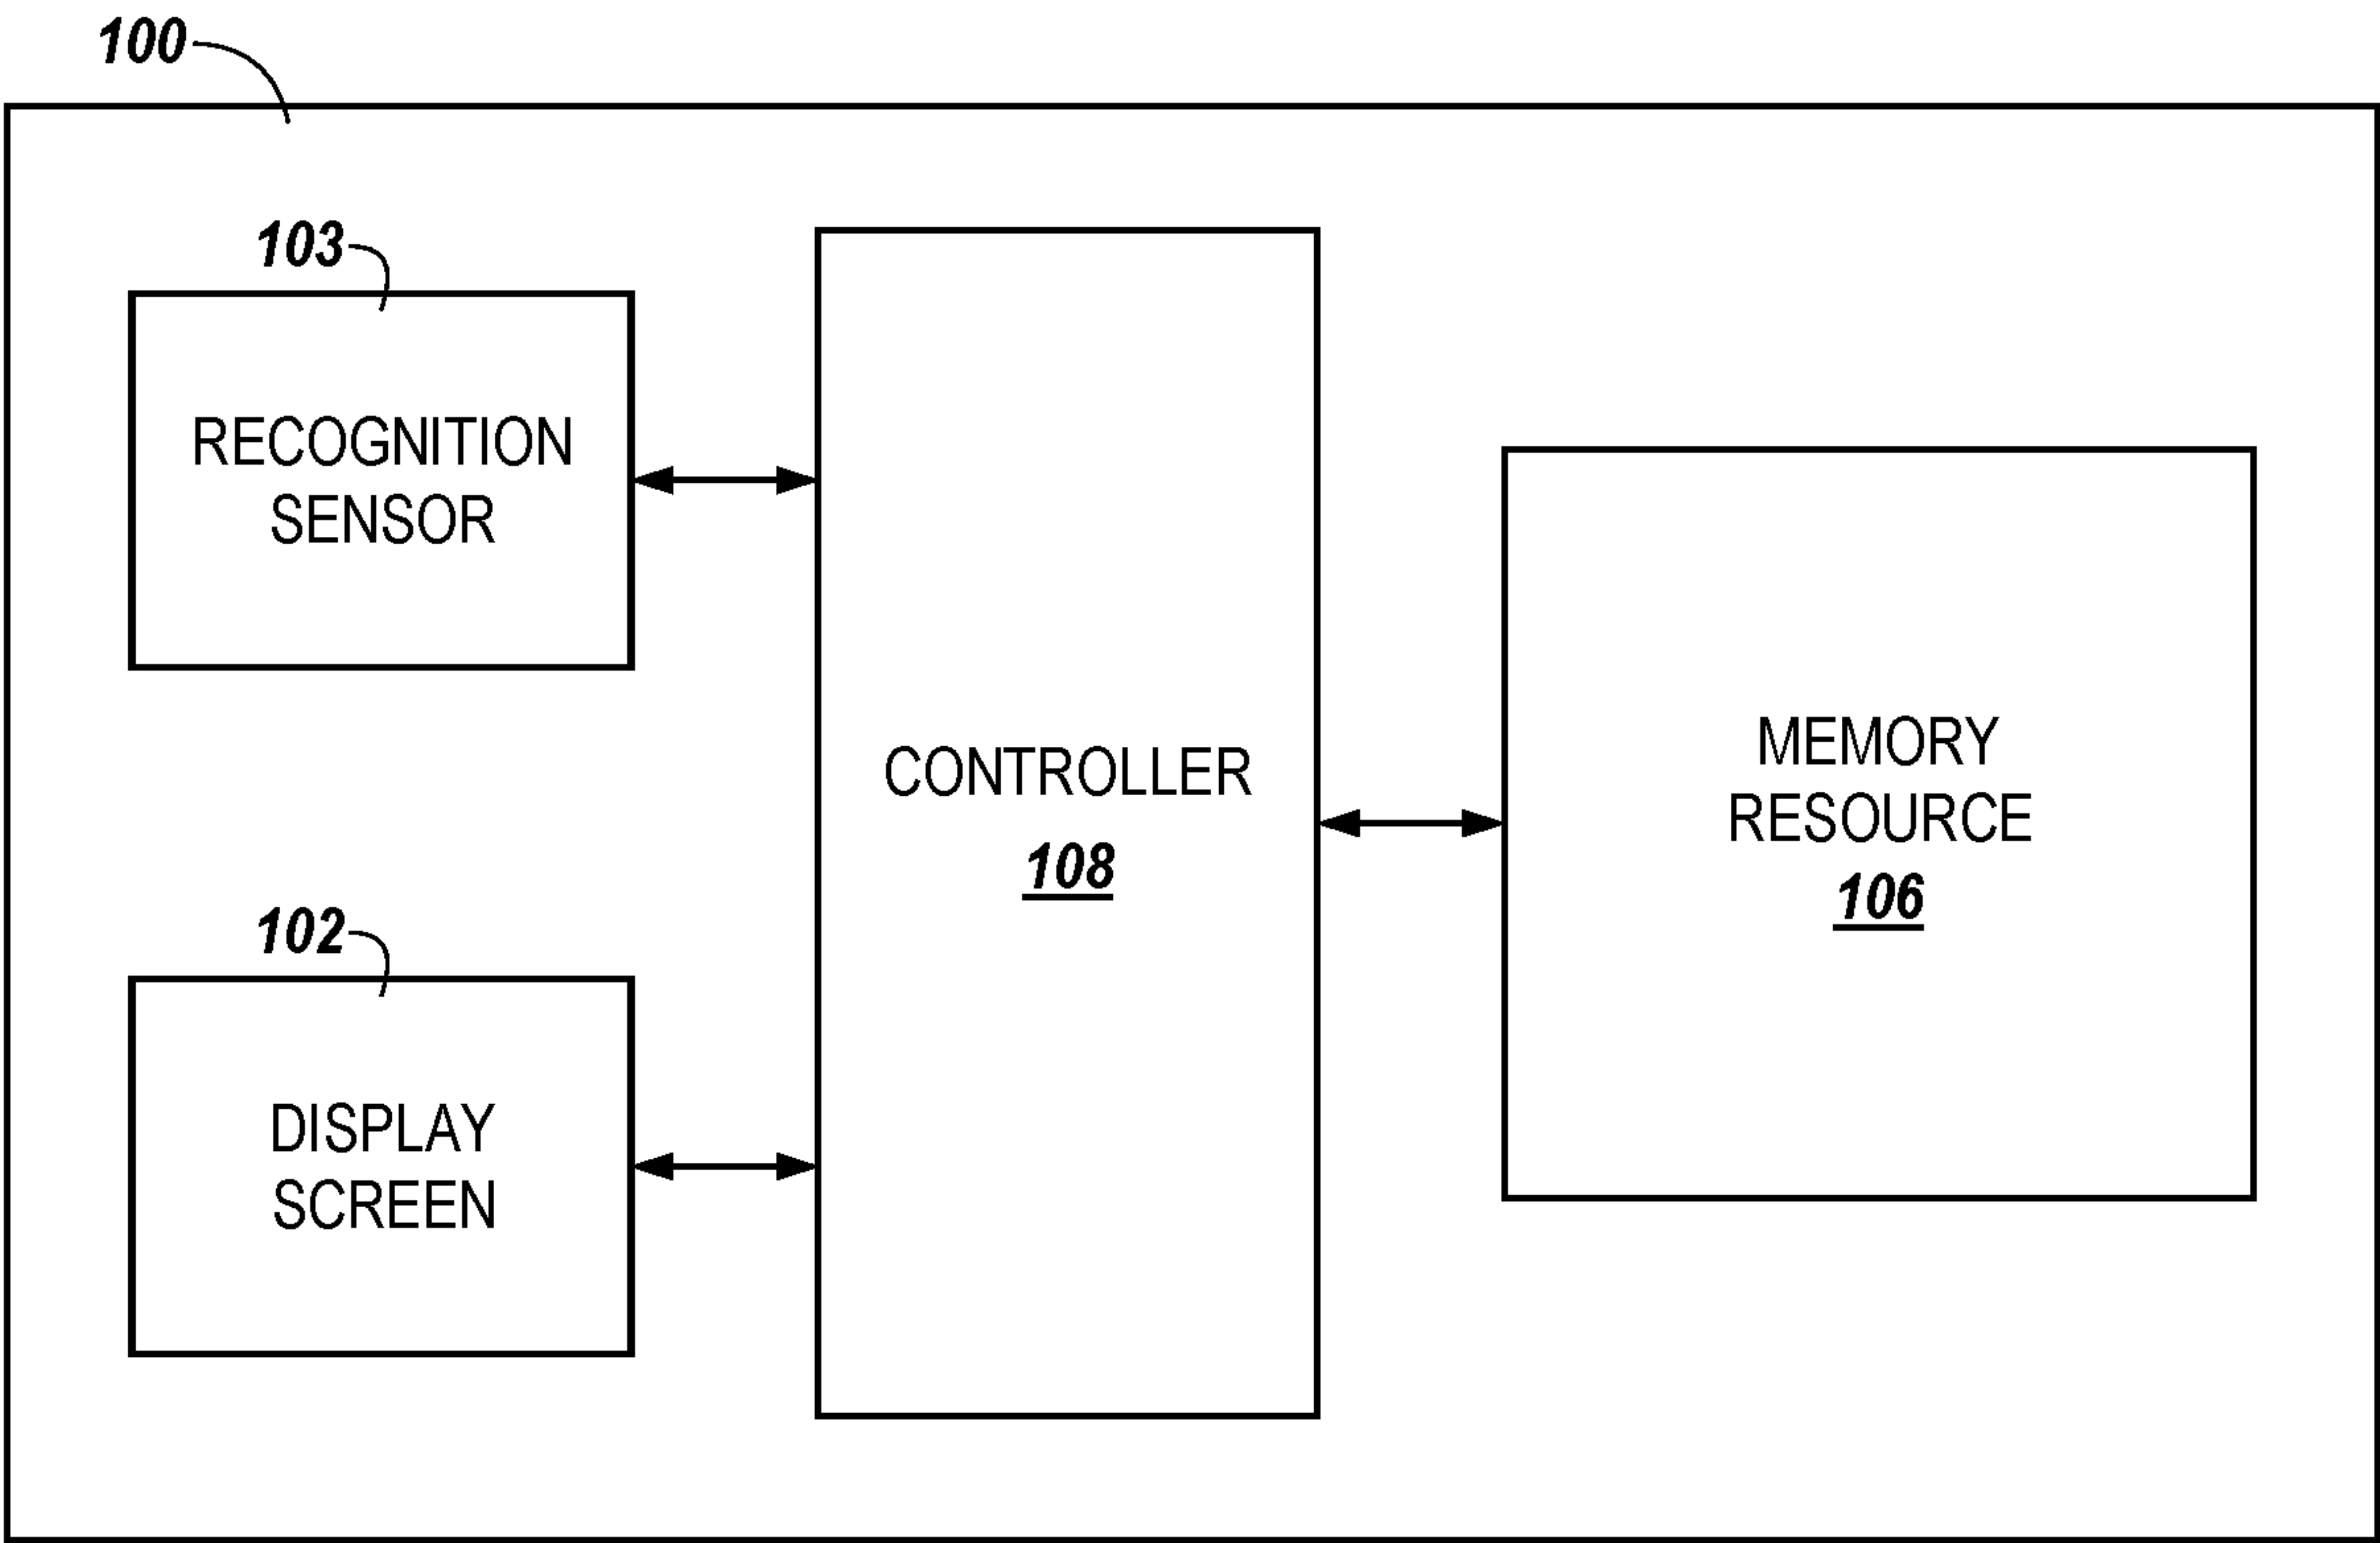 100
103
RECOGNITION
SENSOR
CONTROLLER
108
MEMORY
RESOURCE
106
102
DISPLAY
SCREEN